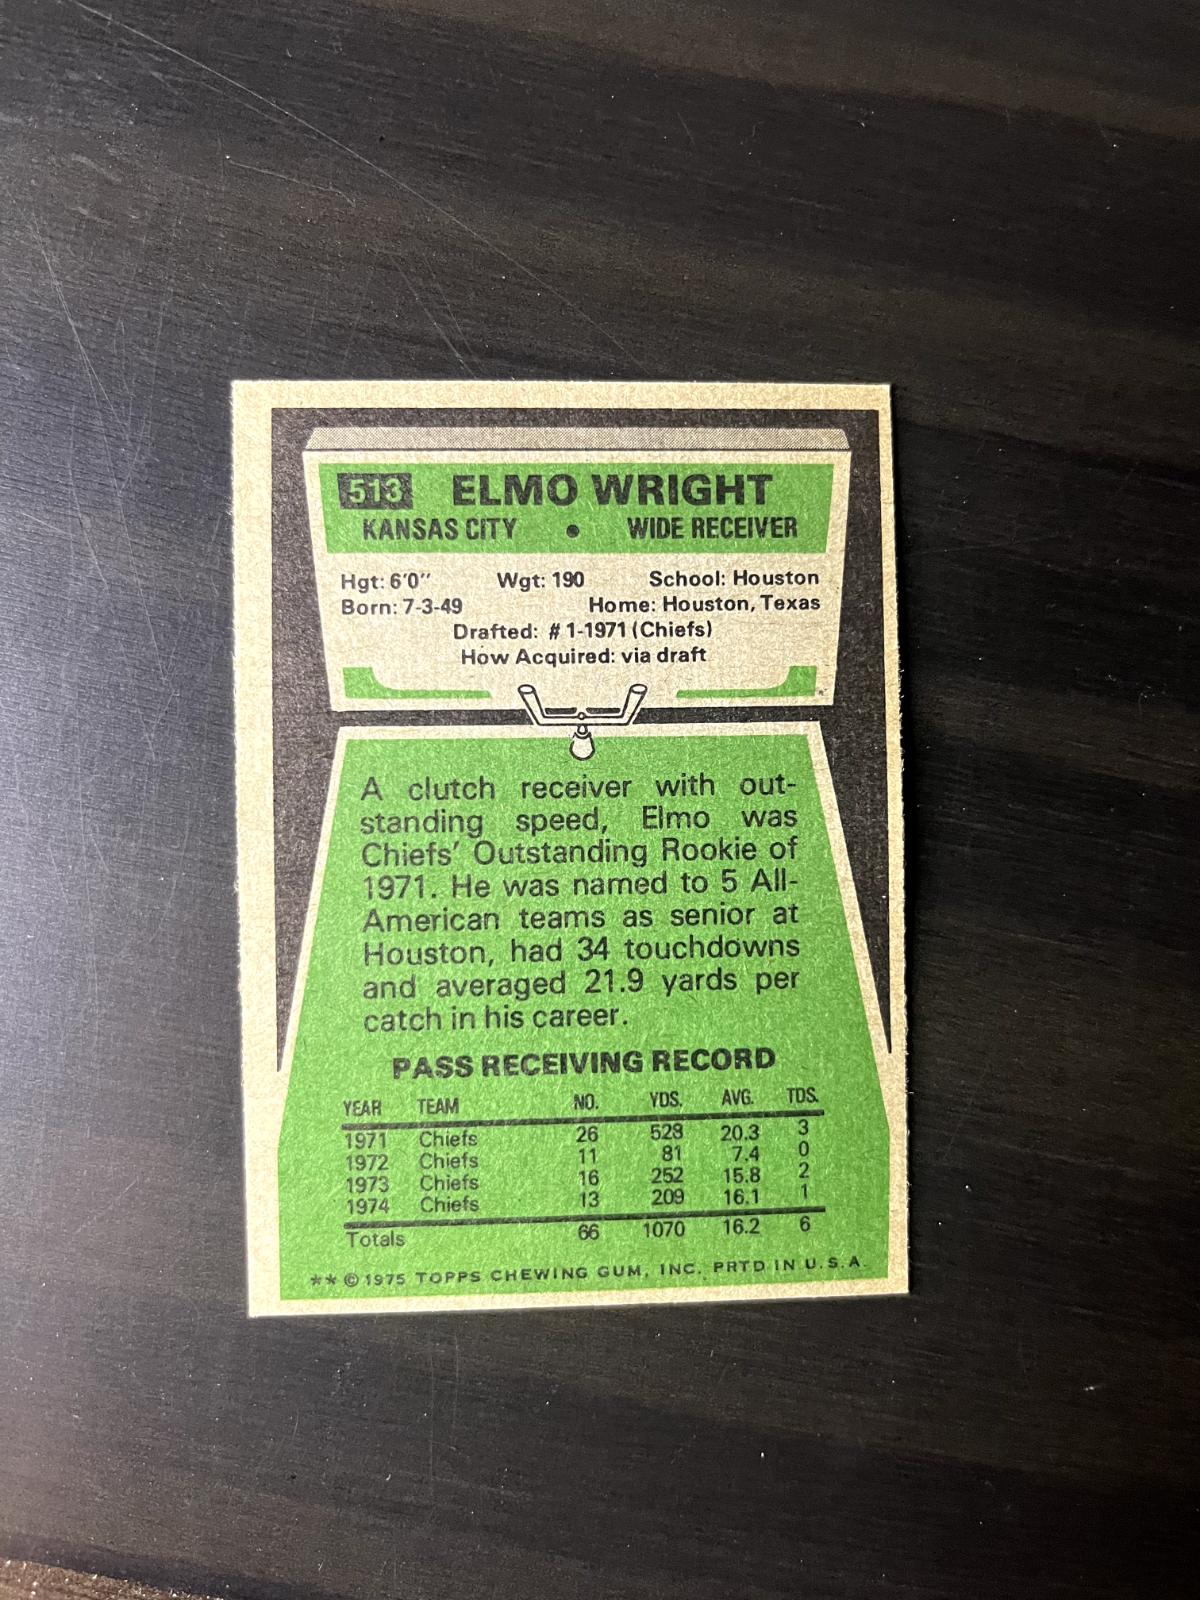 513 ELMO WRIGHT
KANSAS CITY • WIDE RECEIVER
Hgt: 6'0" Wgt: 190 School: Houston
Born: 7-3-49 Home: Houston, Texas
Drafted: #1-1971 (Chiefs)
How Acquired: via draft
A clutch receiver with out-
standing speed, Elmo was
Chiefs' Outstanding Rookie of
1971. He was named to 5 All-
American teams as senior at
Houston, had 34 touchdowns
and averaged 21.9 yards per
catch in his career.
PASS RECEIVING RECORD
YEAR TEAM NO. YDS. AVG. TDS.
1971 Chiefs 26 528 20.3 3
1972 Chiefs 11 81 7.4 0
1973 Chiefs 16 252 15.8 2
1974 Chiefs 13 209 16.1 1
Totals 66 1070 16.2 6
** © 1975 TOPPS CHEWING GUM, INC. PRTD IN U.S.A.